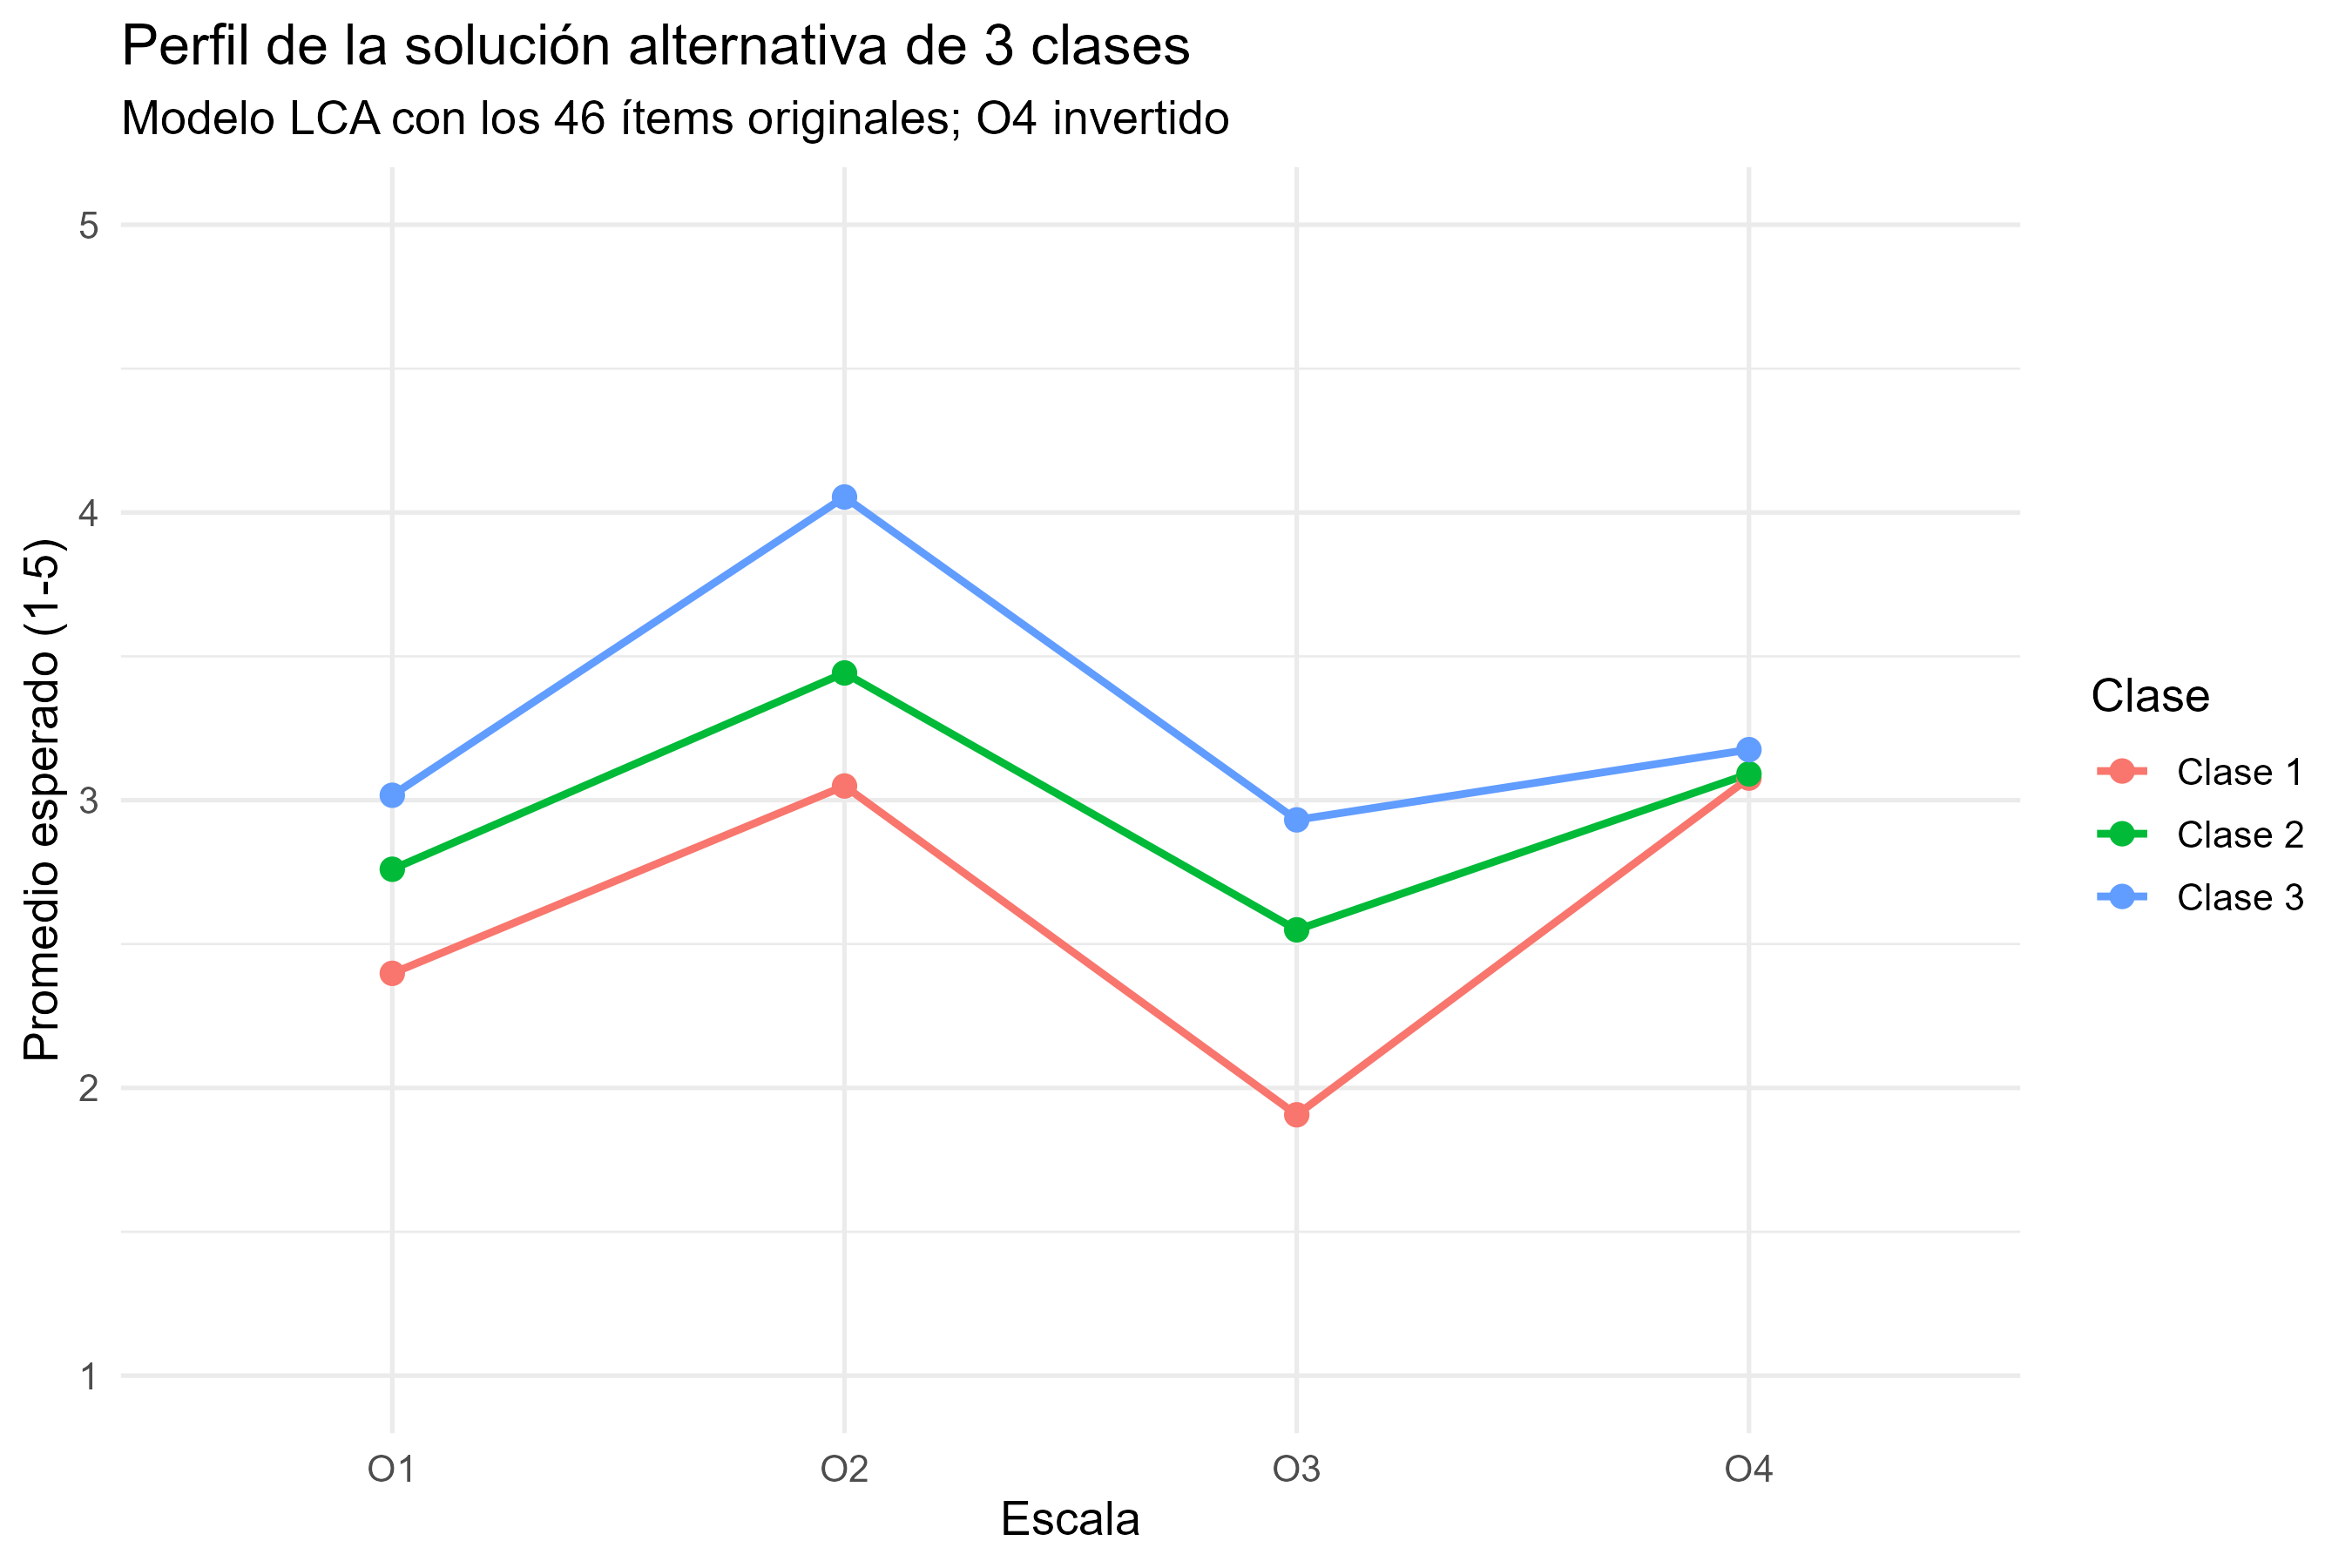 Perfil de la solución alternativa de 3 clases
Modelo LCA con los 46 ítems originales; O4 invertido
Promedio esperado (1-5)
5
4
3
2
1
O1
O2
O3
O4
Escala
Clase
Clase 1
Clase 2
Clase 3